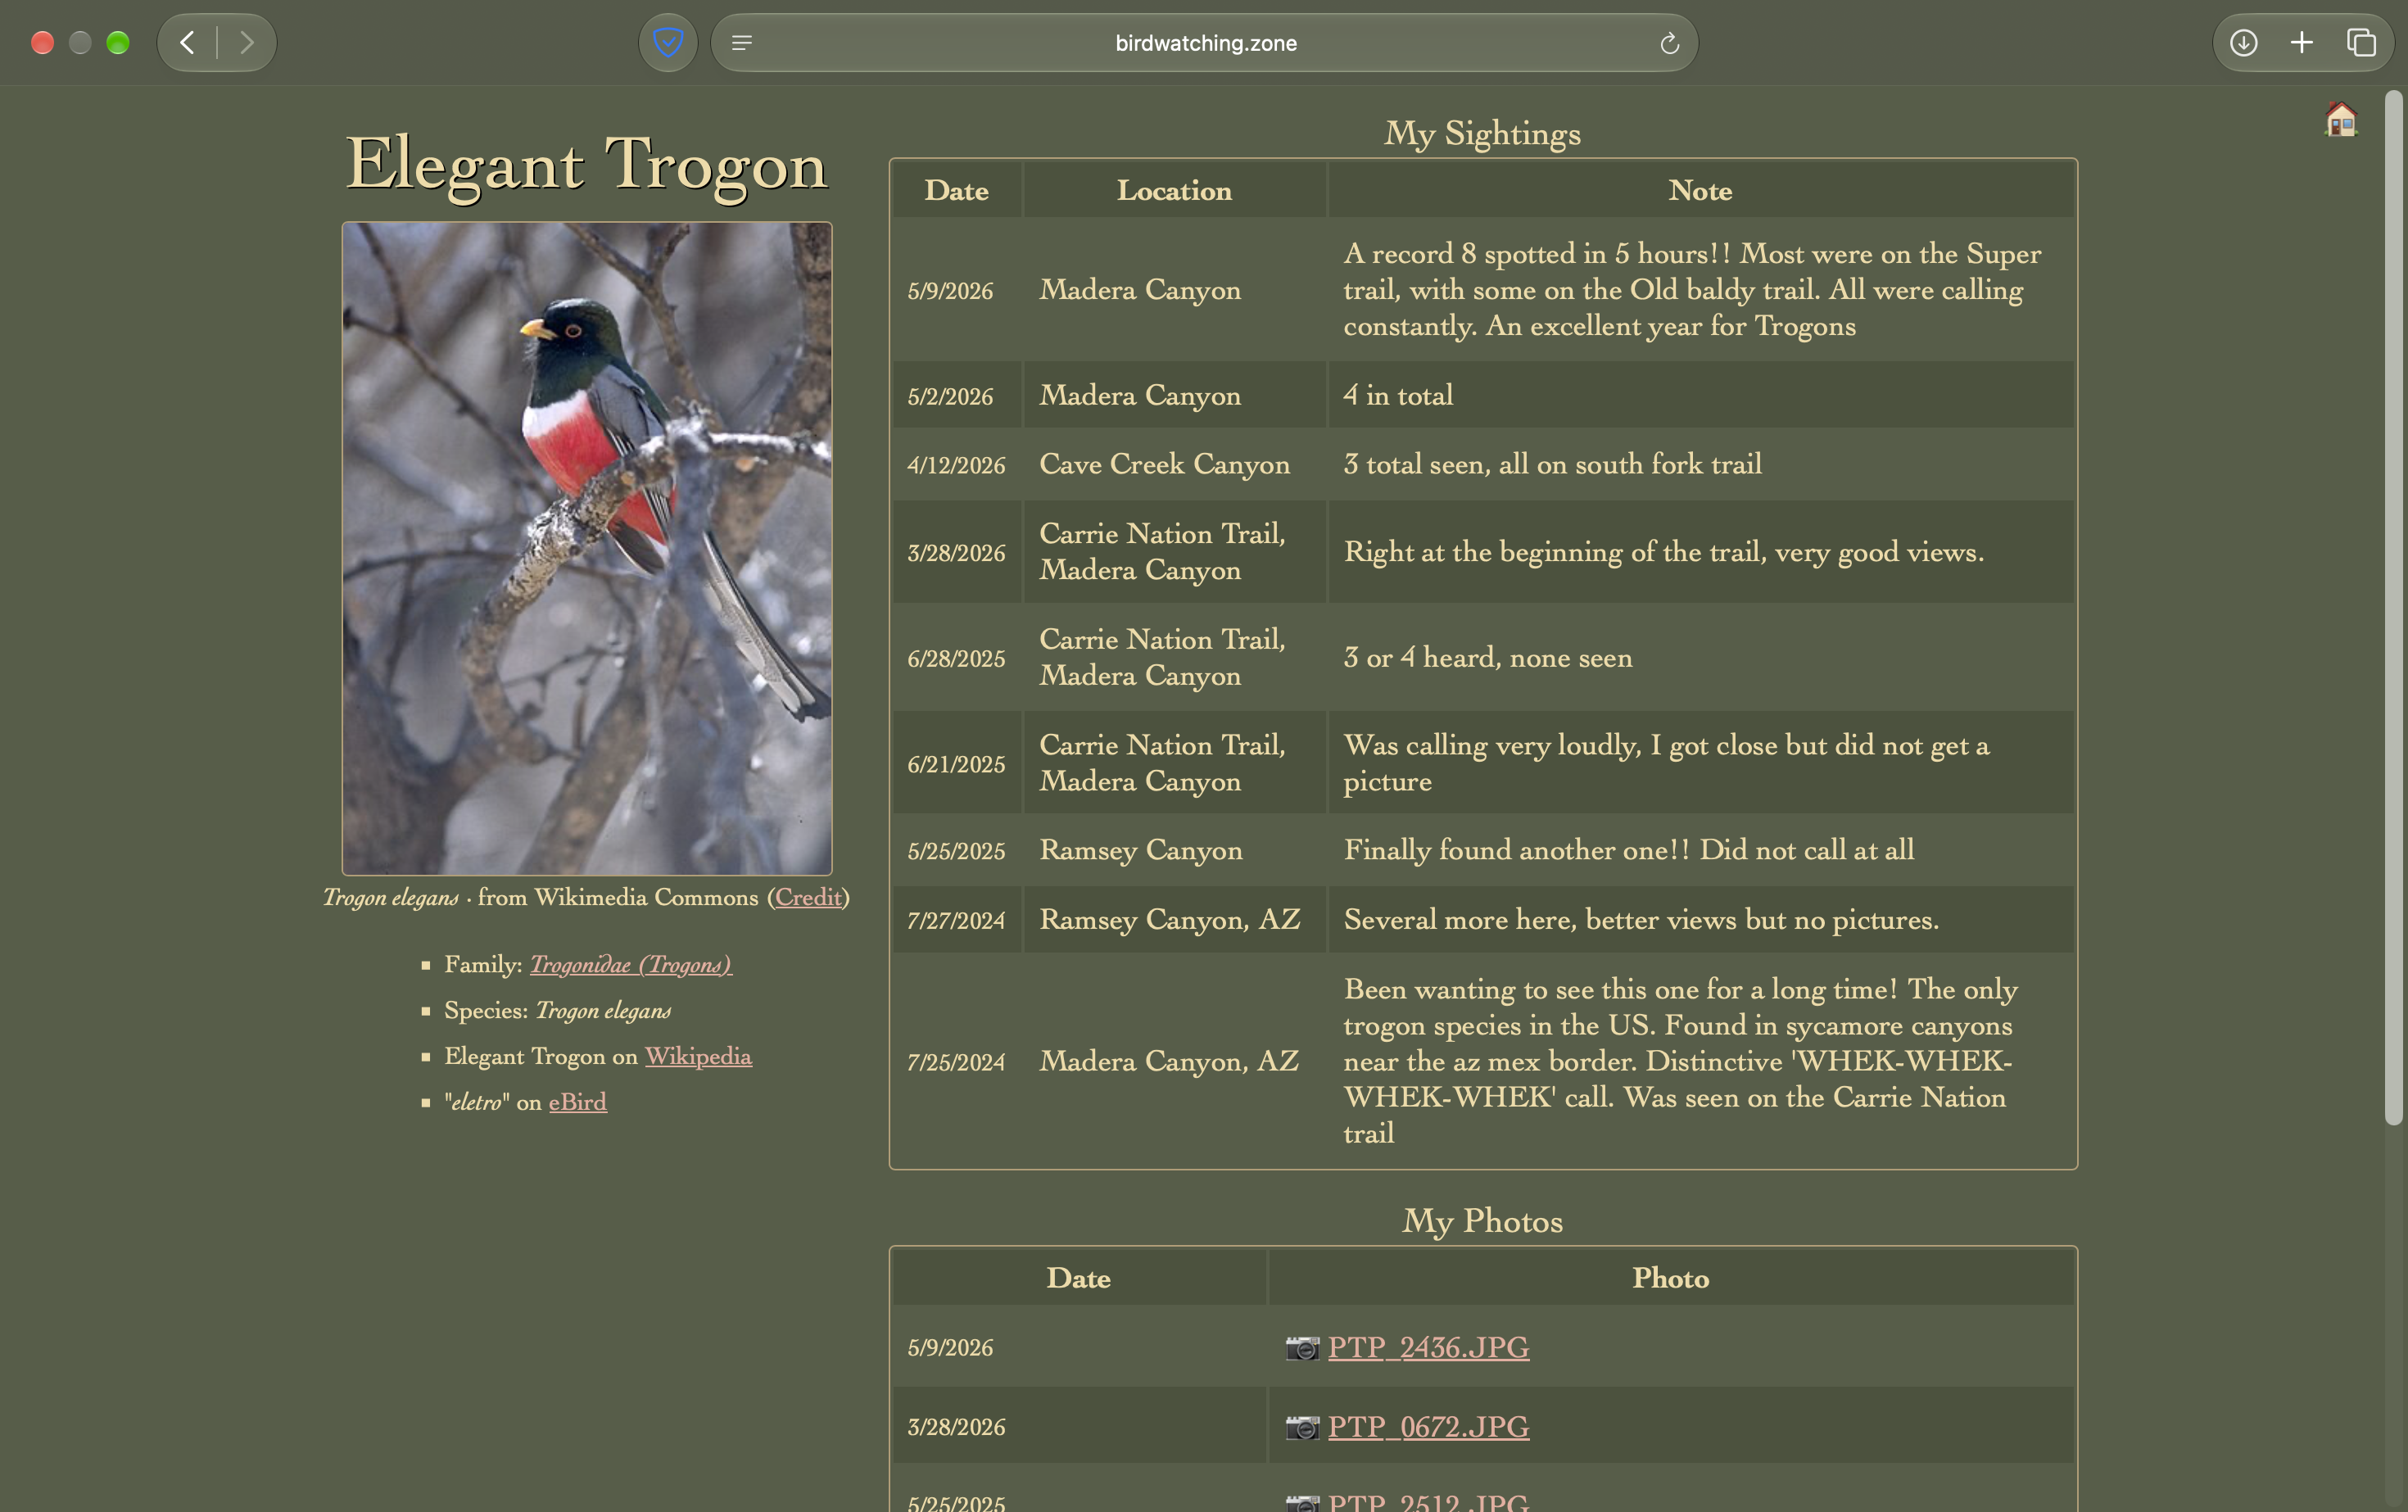 birdwatching.zone
Elegant Trogon
Trogon elegans · from Wikimedia Commons (Credit)
Family: Trogonidae (Trogons)
Species: Trogon elegans
Elegant Trogon on Wikipedia
"eletro" on eBird
My Sightings
Date Location Note
5/9/2026 Madera Canyon A record 8 spotted in 5 hours!! Most were on the Super
trail, with some on the Old baldy trail. All were calling
constantly. An excellent year for Trogons
5/2/2026 Madera Canyon 4 in total
4/12/2026 Cave Creek Canyon 3 total seen, all on south fork trail
3/28/2026 Carrie Nation Trail,
Madera Canyon Right at the beginning of the trail, very good views.
6/28/2025 Carrie Nation Trail,
Madera Canyon 3 or 4 heard, none seen
6/21/2025 Carrie Nation Trail,
Madera Canyon Was calling very loudly, I got close but did not get a
picture
5/25/2025 Ramsey Canyon Finally found another one!! Did not call at all
7/27/2024 Ramsey Canyon, AZ Several more here, better views but no pictures.
7/25/2024 Madera Canyon, AZ Been wanting to see this one for a long time! The only
trogon species in the US. Found in sycamore canyons
near the az mex border. Distinctive 'WHEK-WHEK-
WHEK-WHEK' call. Was seen on the Carrie Nation
trail
My Photos
Date Photo
5/9/2026 PTP_2436.JPG
3/28/2026 PTP_0672.JPG
5/25/2025 PTP_2512.JPG